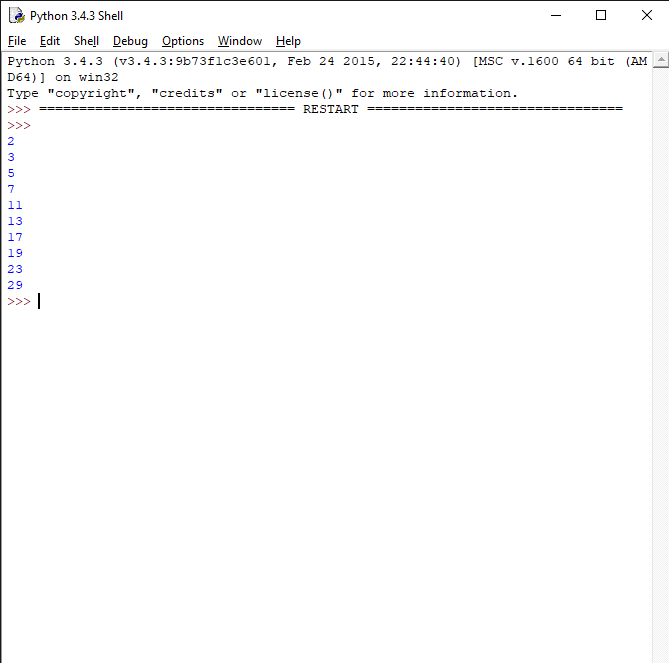 Python 3.4.3 Shell
File Edit Shell Debug Options Window Help
Python 3.4.3 (v3.4.3:9b73f1c3e601, Feb 24 2015, 22:44:40) [MSC v.1600 64 bit (AM
D64)] on win32
Type "copyright", "credits" or "license()" for more information.
>>> ================================ RESTART ================================
>>>
2
3
5
7
11
13
17
19
23
29
>>>